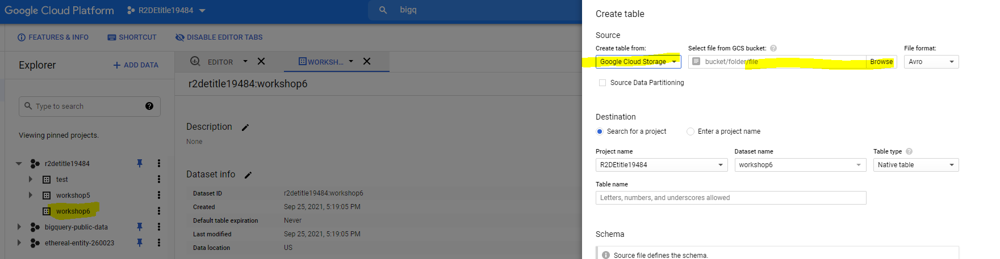 Google Cloud Platform R2DEtitle19484 bigq
FEATURES & INFO SHORTCUT DISABLE EDITOR TABS
Explorer + ADD DATA
Type to search
Viewing pinned projects.
r2detitle19484
test
workshop5
workshop6
bigquery-public-data
ethereal-entity-260023
EDITOR WORKSH...
r2detitle19484:workshop6
Description
None
Dataset info
Dataset ID r2detitle19484:workshop6
Created Sep 25, 2021, 5:19:05 PM
Default table expiration Never
Last modified Sep 25, 2021, 5:19:05 PM
Data location US
Create table
Source
Create table from: Select file from GCS bucket: File format:
Google Cloud Storage bucket/folder/file Browse Avro
Source Data Partitioning
Destination
Search for a project Enter a project name
Project name Dataset name Table type
R2DEtitle19484 workshop6 Native table
Table name
Letters, numbers, and underscores allowed
Schema
Source file defines the schema.